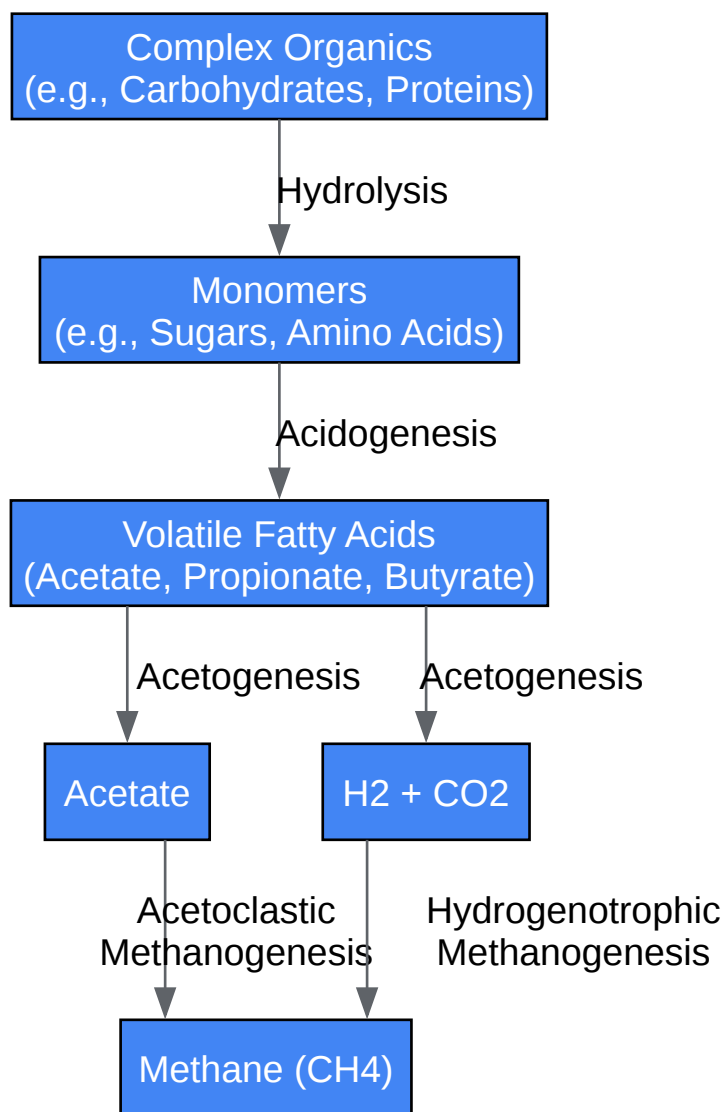 Complex Organics
(e.g., Carbohydrates, Proteins)
Hydrolysis
Monomers
(e.g., Sugars, Amino Acids)
Acidogenesis
Volatile Fatty Acids
(Acetate, Propionate, Butyrate)
Acetogenesis
Acetogenesis
Acetate
H2 + CO2
Acetoclastic
Methanogenesis
Hydrogenotrophic
Methanogenesis
Methane (CH4)